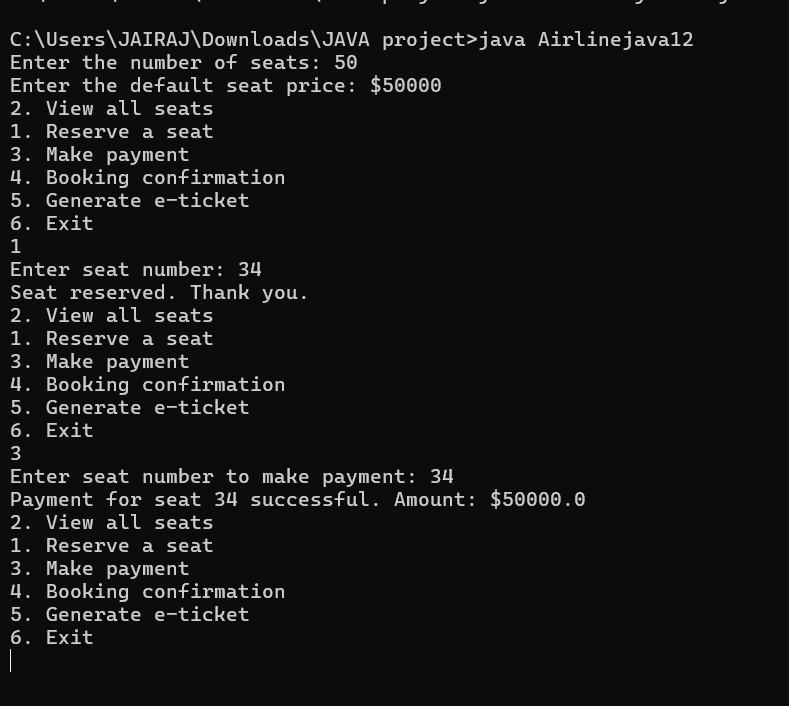 C:\Users\JAIRAJ\Downloads\JAVA project>java Airlinejava12
Enter the number of seats: 50
Enter the default seat price: $50000
2. View all seats
1. Reserve a seat
3. Make payment
4. Booking confirmation
5. Generate e-ticket
6. Exit
1
Enter seat number: 34
Seat reserved. Thank you.
2. View all seats
1. Reserve a seat
3. Make payment
4. Booking confirmation
5. Generate e-ticket
6. Exit
3
Enter seat number to make payment: 34
Payment for seat 34 successful. Amount: $50000.0
2. View all seats
1. Reserve a seat
3. Make payment
4. Booking confirmation
5. Generate e-ticket
6. Exit